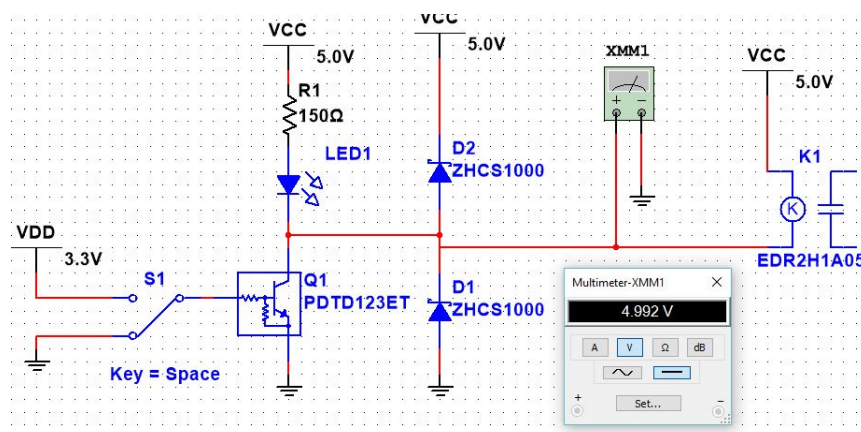 VCC
5.0V
R1
150Ω
LED1
VCC
5.0V
D2
ZHCS1000
XMM1
+ −
VCC
5.0V
K1
K
EDR2H1A05
VDD
3.3V
S1
Key = Space
Q1
PDTD123ET
D1
ZHCS1000
Multimeter-XMM1 ×
4.992 V
A V Ω dB
+ Set... −